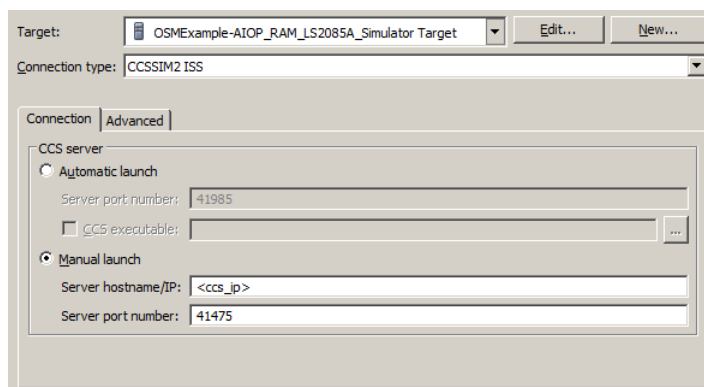 Target: OSMExample-AIOP_RAM_LS2085A_Simulator Target Edit... New...
Connection type: CCSSIM2 ISS
Connection Advanced
CCS server
Automatic launch
Server port number: 41985
CCS executable: ...
Manual launch
Server hostname/IP: <ccs_ip>
Server port number: 41475